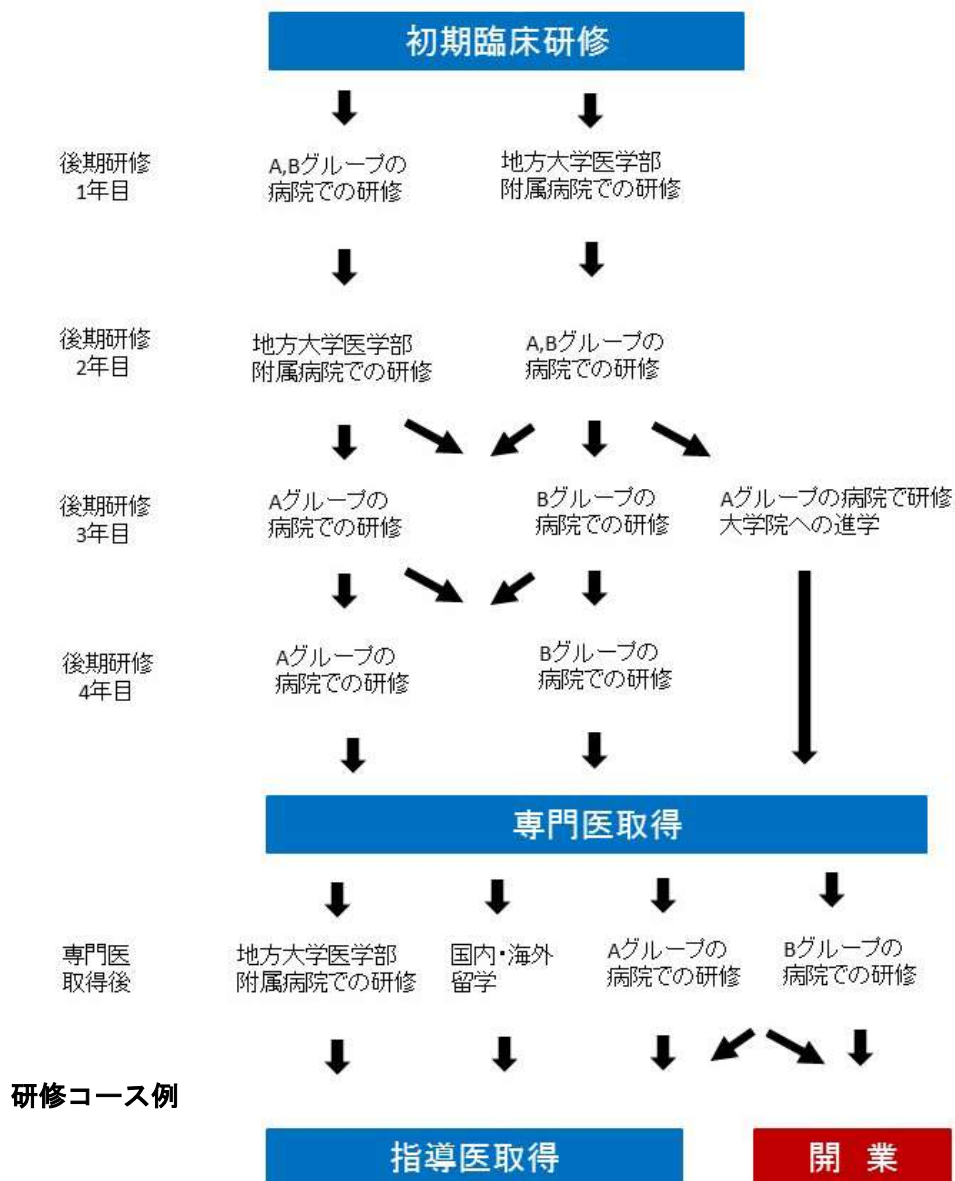 初期臨床研修
後期研修
1年目
A,Bグループの
病院での研修
地方大学医学部
附属病院での研修
後期研修
2年目
地方大学医学部
附属病院での研修
A,Bグループの
病院での研修
後期研修
3年目
Aグループの
病院での研修
Bグループの
病院での研修
Aグループの病院で研修
大学院への進学
後期研修
4年目
Aグループの
病院での研修
Bグループの
病院での研修
専門医取得
専門医
取得後
地方大学医学部
附属病院での研修
国内・海外
留学
Aグループの
病院での研修
Bグループの
病院での研修
研修コース例
指導医取得
開 業